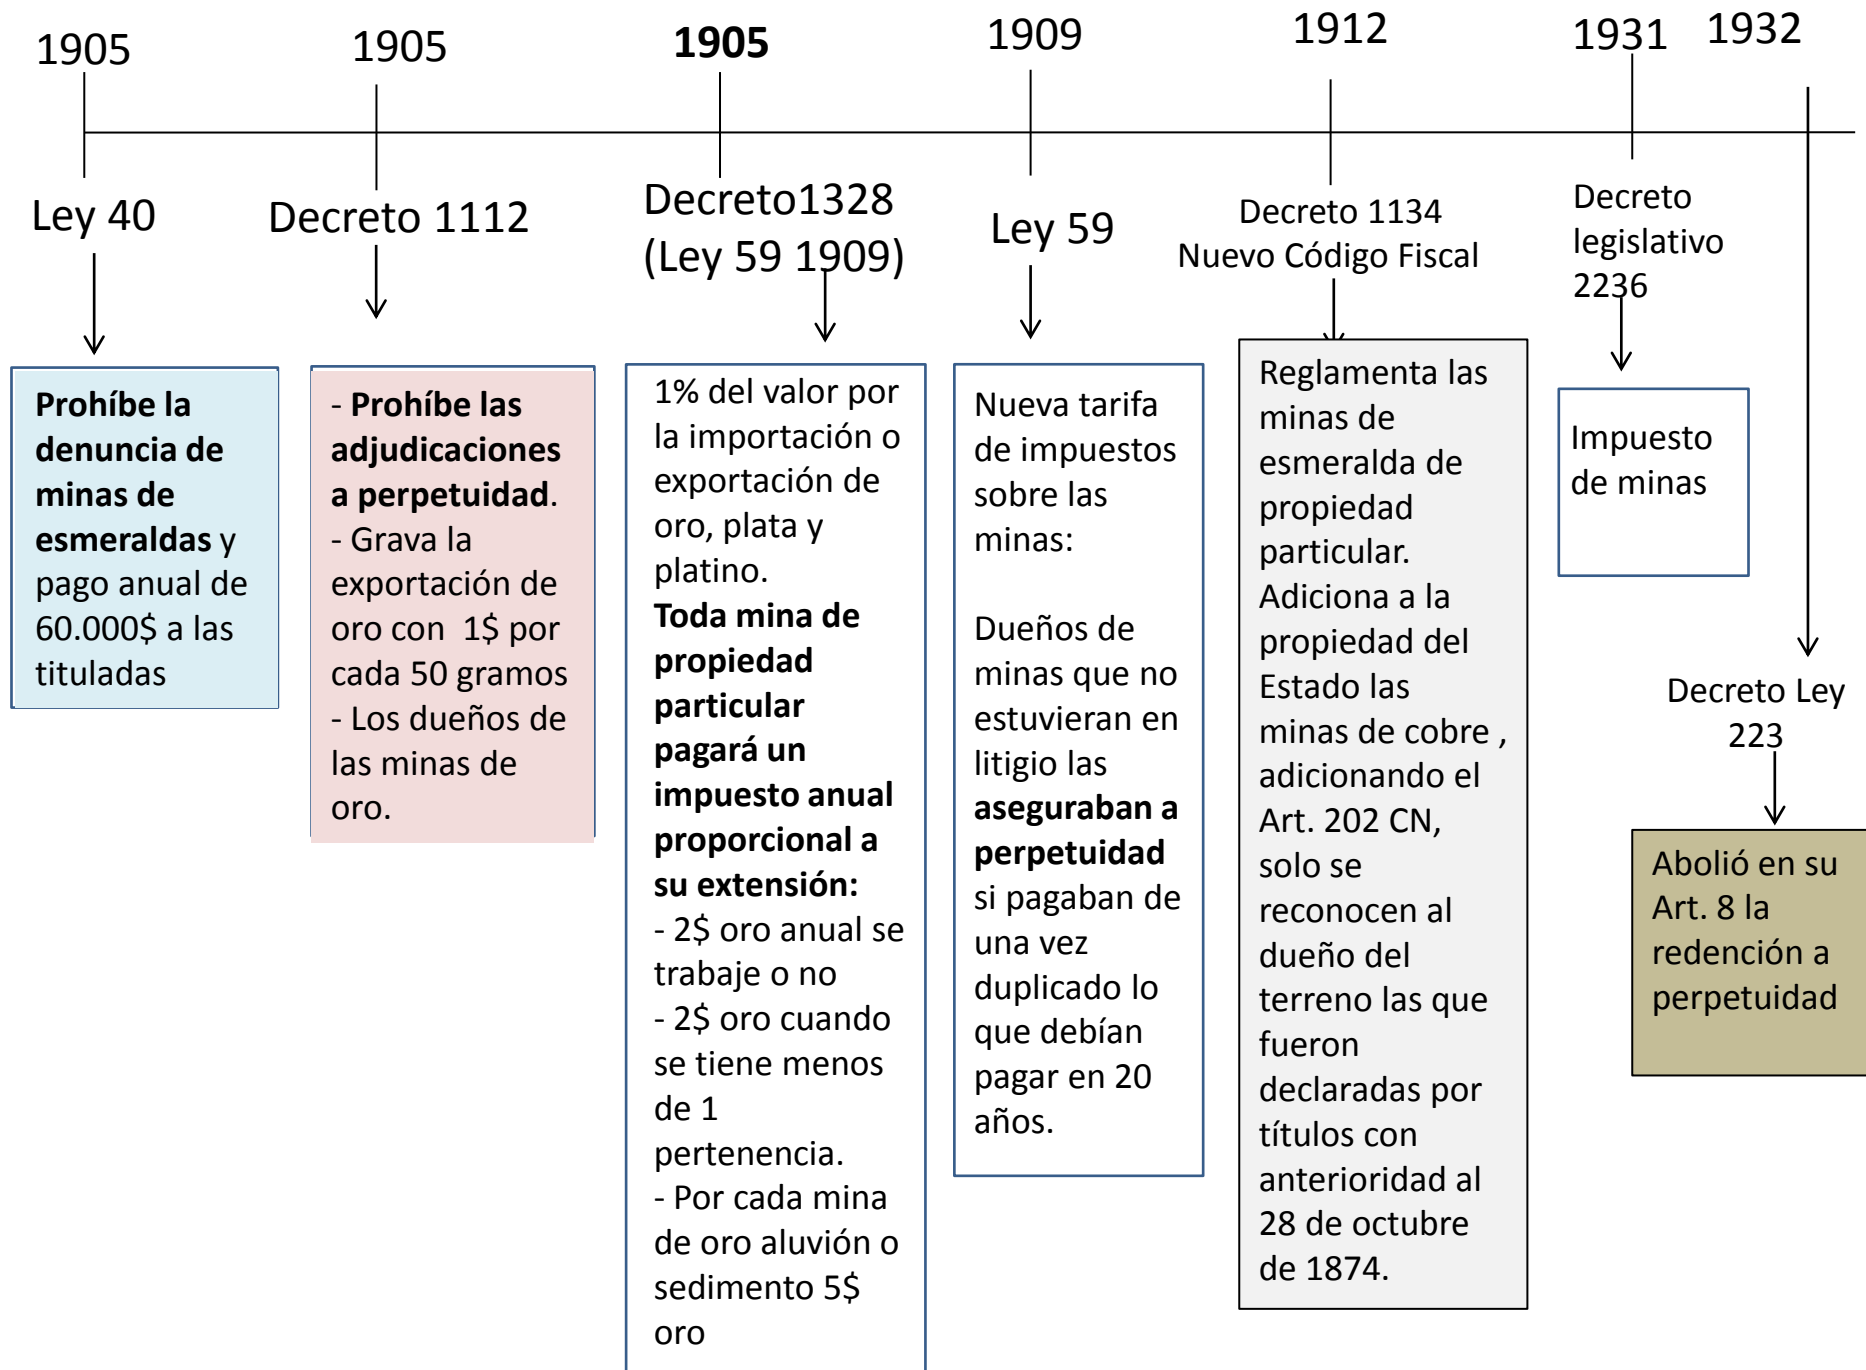 1905
1905
1905
1909
1912
1931
1932
Ley 40
Prohíbe la
denuncia de
minas de
esmeraldas y
pago anual de
60.000$ a las
tituladas
Decreto 1112
- Prohíbe las
adjudicaciones
a perpetuidad.
- Grava la
exportación de
oro con 1$ por
cada 50 gramos
- Los dueños de
las minas de
oro.
Decreto1328
(Ley 59 1909)
1% del valor por
la importación o
exportación de
oro, plata y
platino.
Toda mina de
propiedad
particular
pagará un
impuesto anual
proporcional a
su extensión:
- 2$ oro anual se
trabaje o no
- 2$ oro cuando
se tiene menos
de 1
pertenencia.
- Por cada mina
de oro aluvión o
sedimento 5$
oro
Ley 59
Nueva tarifa
de impuestos
sobre las
minas:
Dueños de
minas que no
estuvieran en
litigio las
aseguraban a
perpetuidad
si pagaban de
una vez
duplicado lo
que debían
pagar en 20
años.
Decreto 1134
Nuevo Código Fiscal
Reglamenta las
minas de
esmeralda de
propiedad
particular.
Adiciona a la
propiedad del
Estado las
minas de cobre ,
adicionando el
Art. 202 CN,
solo se
reconocen al
dueño del
terreno las que
fueron
declaradas por
títulos con
anterioridad al
28 de octubre
de 1874.
Decreto
legislativo
2236
Impuesto
de minas
Decreto Ley
223
Abolió en su
Art. 8 la
redención a
perpetuidad